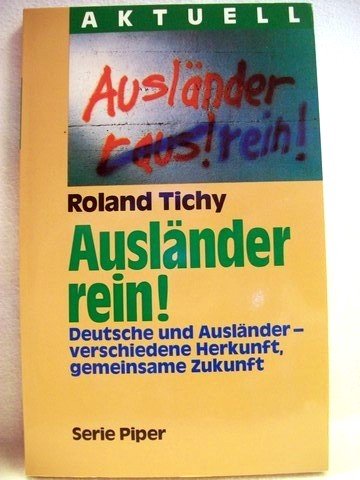 AKTUELL
Ausländer
raus! rein!
Roland Tichy
Ausländer
rein!
Deutsche und Ausländer –
verschiedene Herkunft,
gemeinsame Zukunft
Serie Piper